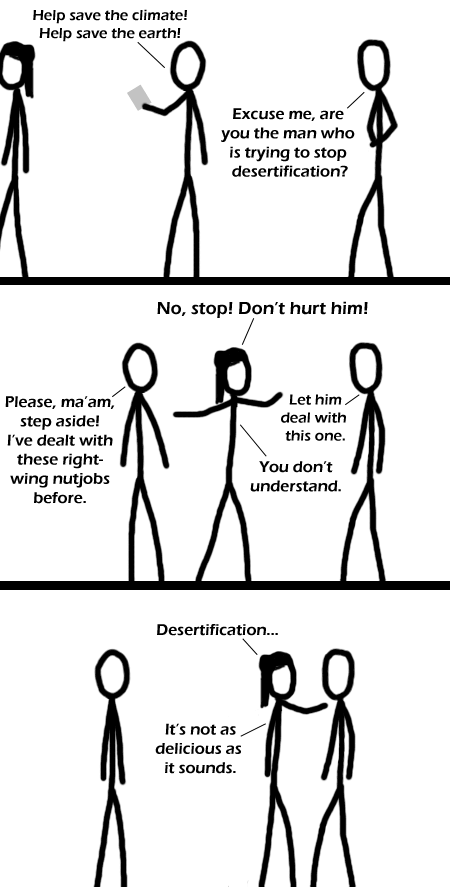 Help save the climate!
Help save the earth!
Excuse me, are
you the man who
is trying to stop
desertification?
No, stop! Don't hurt him!
Please, ma'am,
step aside!
I've dealt with
these right-
wing nutjobs
before.
Let him
deal with
this one.
You don't
understand.
Desertification...
It's not as
delicious as
it sounds.